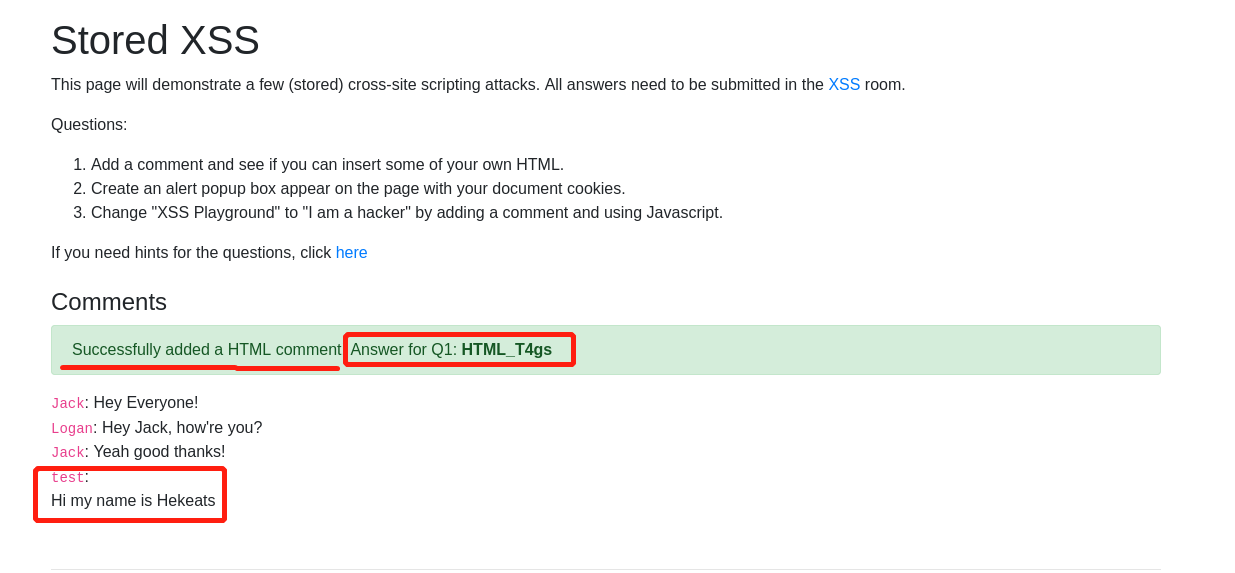 Stored XSS
This page will demonstrate a few (stored) cross-site scripting attacks. All answers need to be submitted in the XSS room.
Questions:
1. Add a comment and see if you can insert some of your own HTML.
2. Create an alert popup box appear on the page with your document cookies.
3. Change "XSS Playground" to "I am a hacker" by adding a comment and using Javascript.
If you need hints for the questions, click here
Comments
Successfully added a HTML comment Answer for Q1: HTML_T4gs
Jack: Hey Everyone!
Logan: Hey Jack, how're you?
Jack: Yeah good thanks!
test:
Hi my name is Hekeats